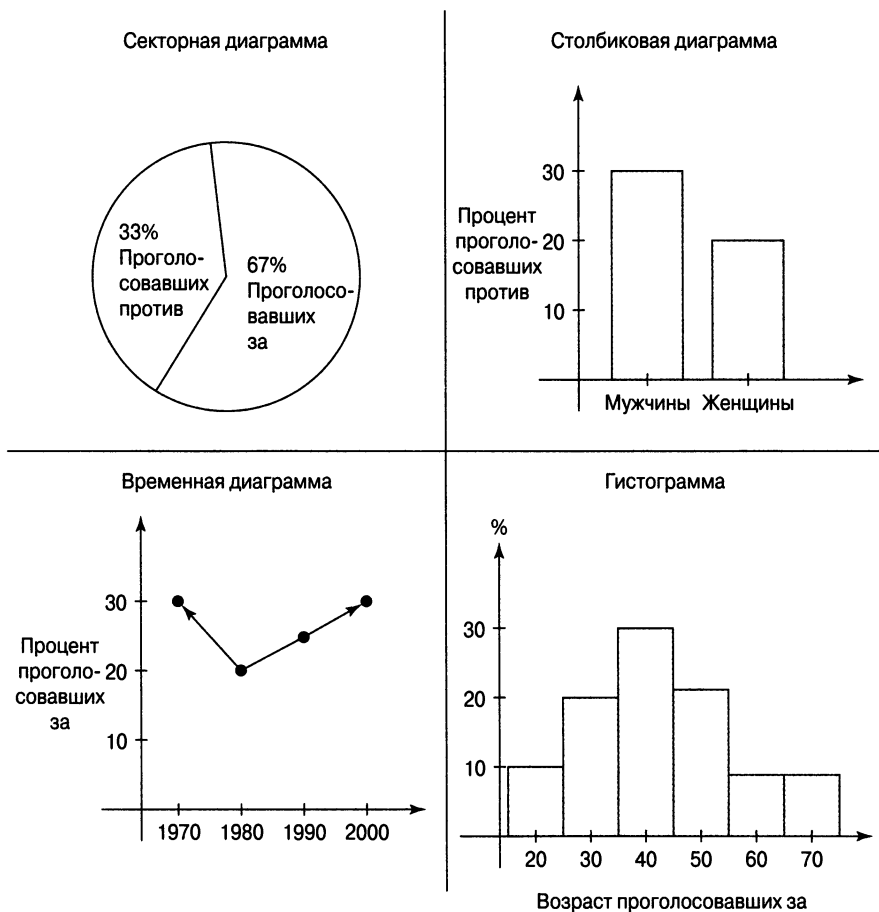 Секторная диаграмма
33%
Проголо-
совавших
против
67%
Проголосо-
вавших
за
Столбиковая диаграмма
Процент
проголо-
совавших
против
30
20
10
Мужчины Женщины
Временная диаграмма
Процент
проголо-
совавших
за
30
20
10
1970 1980 1990 2000
Гистограмма
%
30
20
10
20 30 40 50 60 70
Возраст проголосовавших за